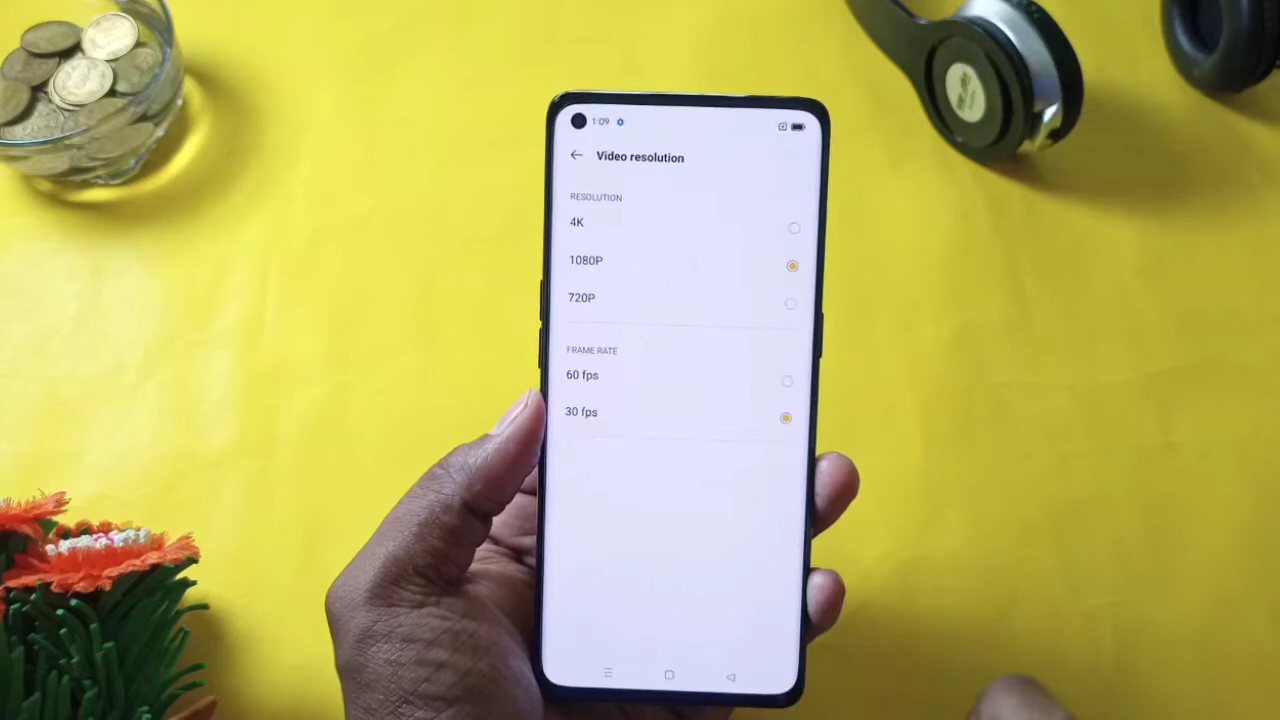 1:09
Video resolution
RESOLUTION
4K
1080P
720P
FRAME RATE
60 fps
30 fps